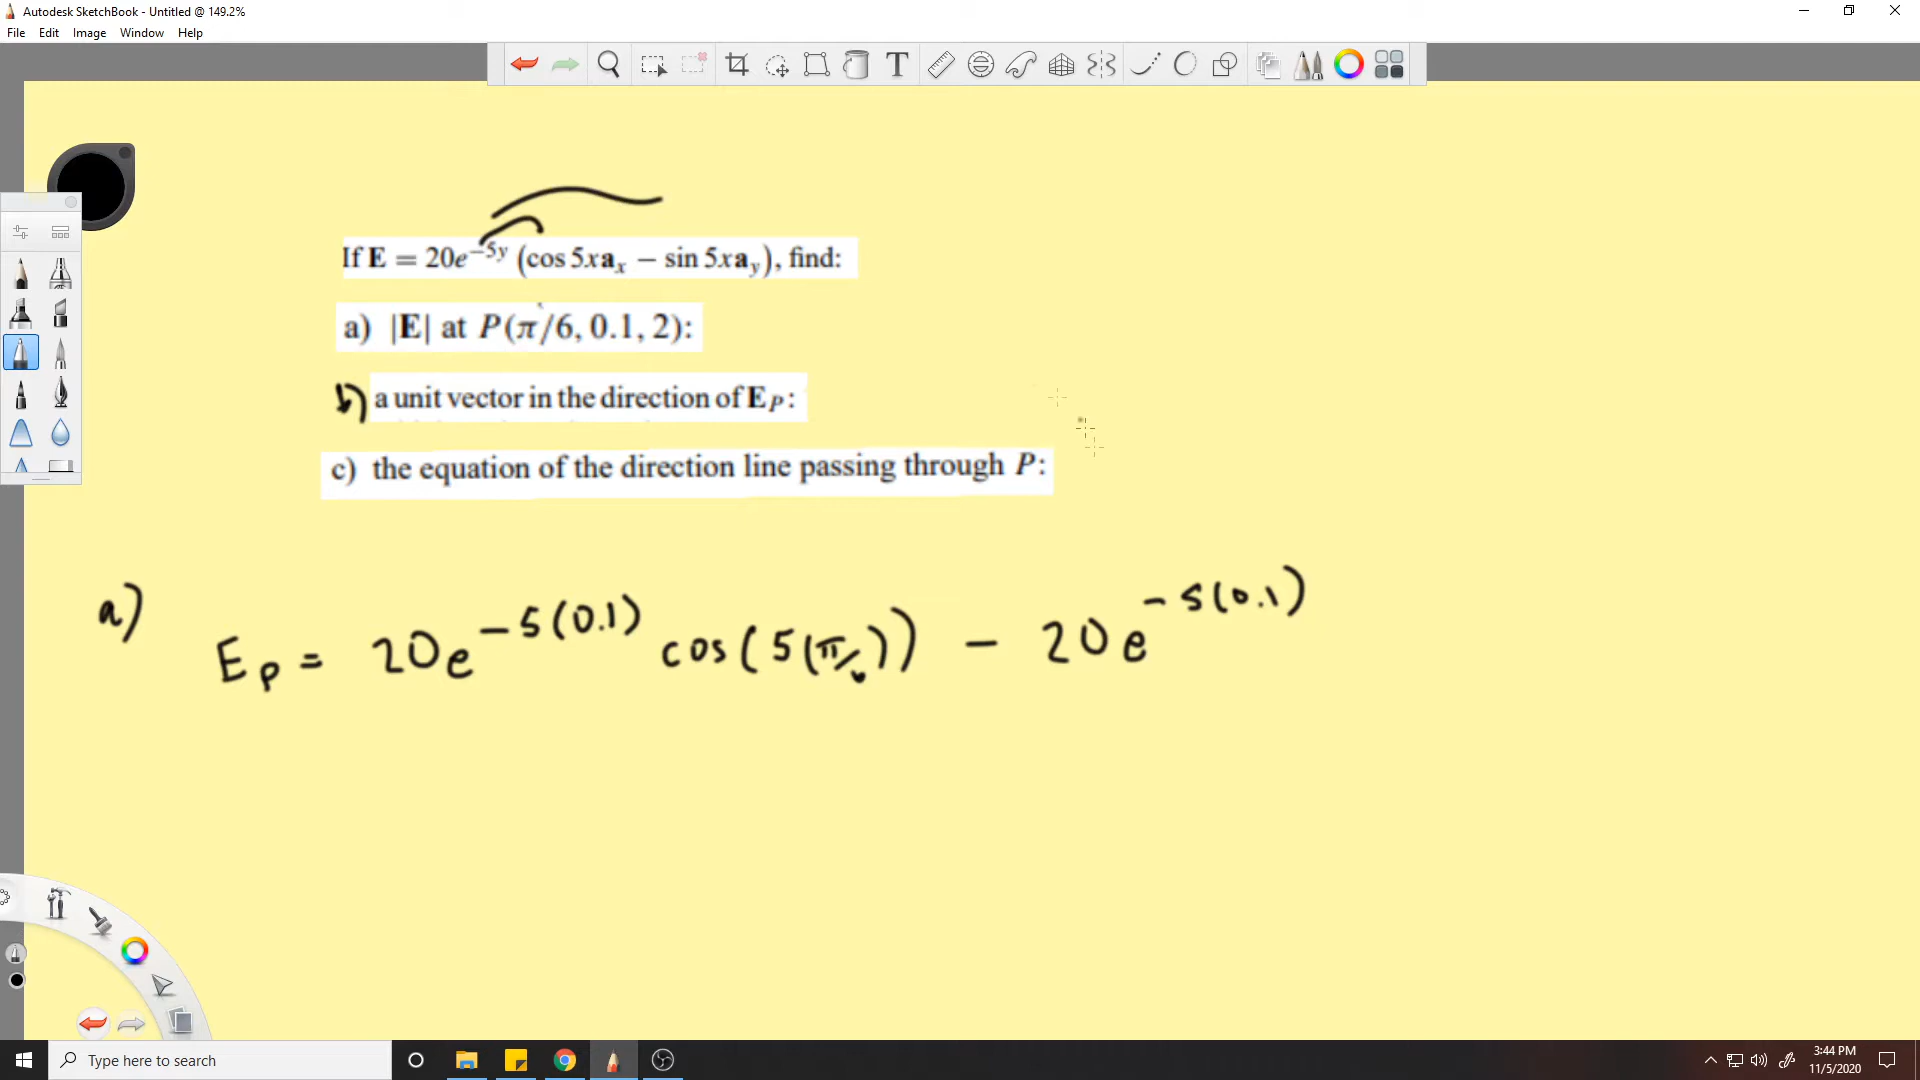 Autodesk SketchBook - Untitled @ 149.2%
File Edit Image Window Help
T
If E = 20e^{-5y} (cos 5xa_x − sin 5xa_y), find:
a) |E| at P(π/6, 0.1, 2):
b) a unit vector in the direction of E_P:
c) the equation of the direction line passing through P:
a)
E_p = 20e^{-5(0.1)} cos(5(π/6)) - 20e^{-5(0.1)}
Type here to search
3:44 PM
11/5/2020